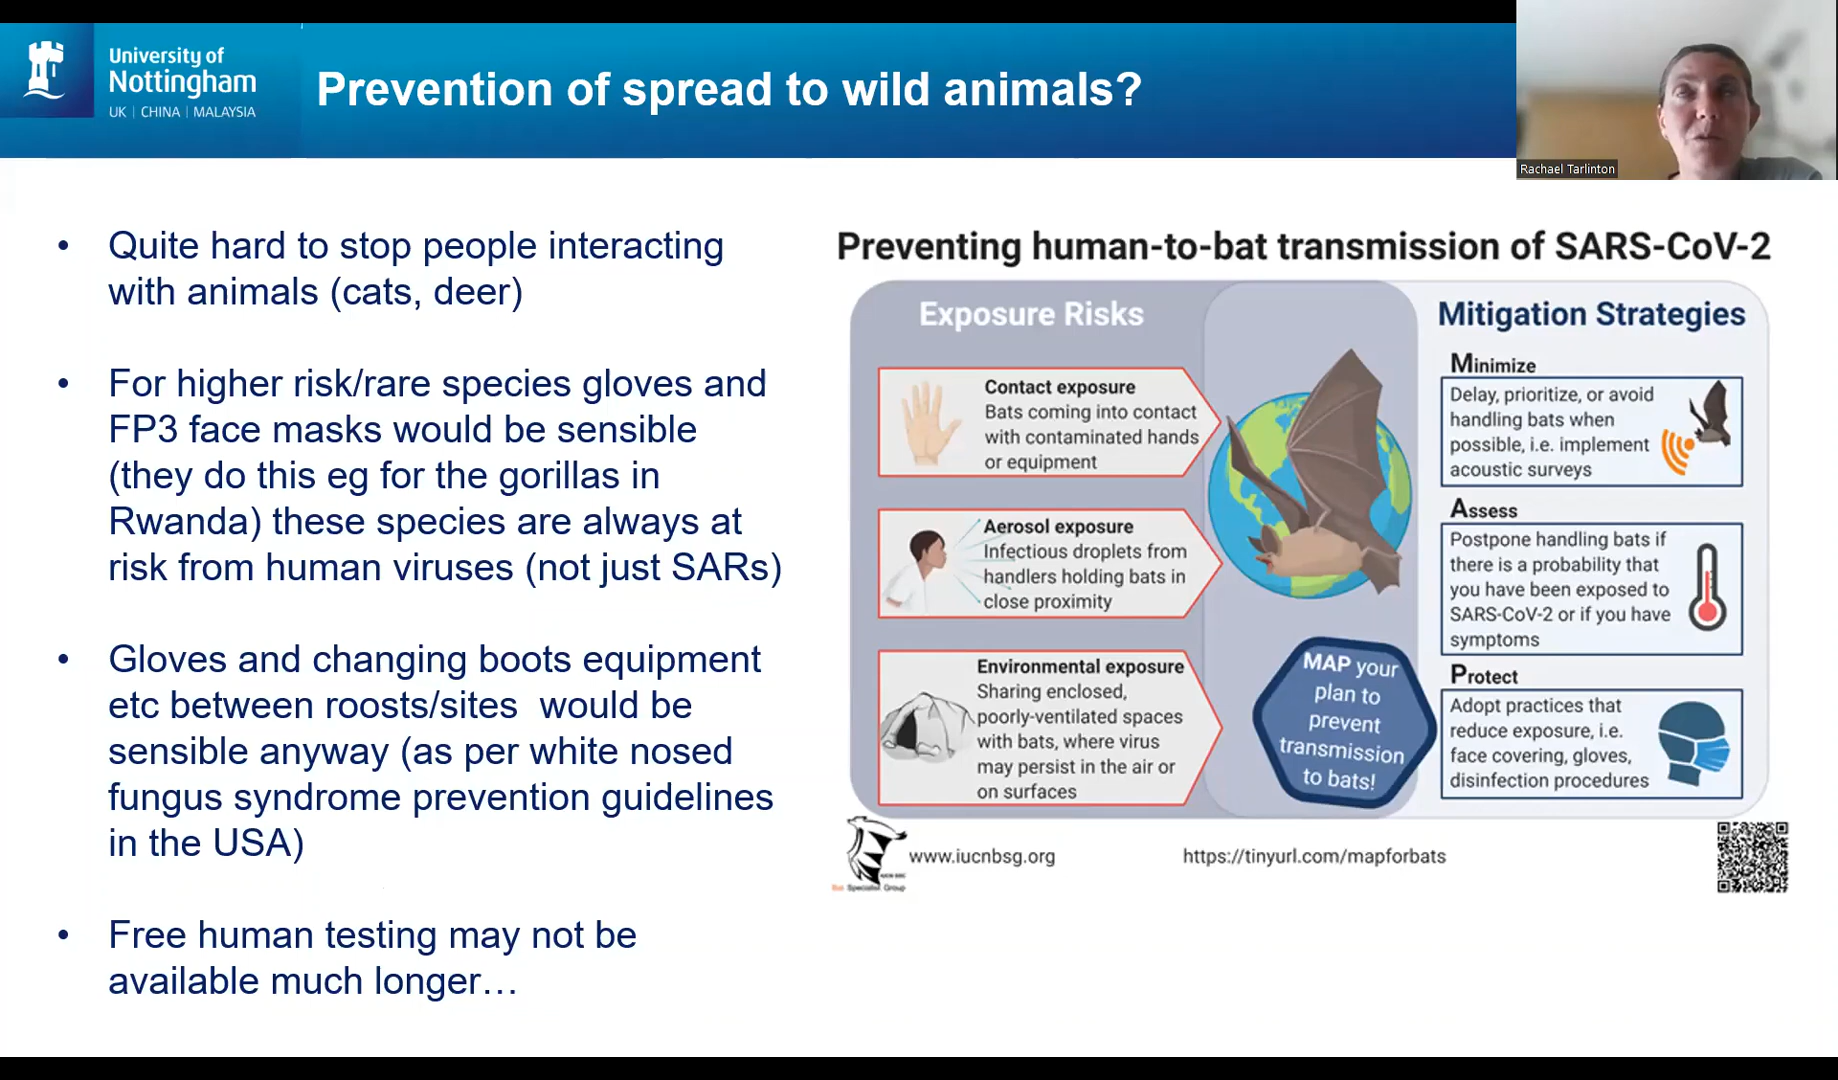 University of
Nottingham
UK | CHINA | MALAYSIA
Prevention of spread to wild animals?
Rachael Tarlinton
• Quite hard to stop people interacting
with animals (cats, deer)
• For higher risk/rare species gloves and
FP3 face masks would be sensible
(they do this eg for the gorillas in
Rwanda) these species are always at
risk from human viruses (not just SARs)
• Gloves and changing boots equipment
etc between roosts/sites would be
sensible anyway (as per white nosed
fungus syndrome prevention guidelines
in the USA)
• Free human testing may not be
available much longer…
Preventing human-to-bat transmission of SARS-CoV-2
Exposure Risks
Contact exposure
Bats coming into contact
with contaminated hands
or equipment
Aerosol exposure
Infectious droplets from
handlers holding bats in
close proximity
Environmental exposure
Sharing enclosed,
poorly-ventilated spaces
with bats, where virus
may persist in the air or
on surfaces
MAP your
plan to
prevent
transmission
to bats!
Mitigation Strategies
Minimize
Delay, prioritize, or avoid
handling bats when
possible, i.e. implement
acoustic surveys
Assess
Postpone handling bats if
there is a probability that
you have been exposed to
SARS-CoV-2 or if you have
symptoms
Protect
Adopt practices that
reduce exposure, i.e.
face covering, gloves,
disinfection procedures
IUCN SSC
Bat Specialist Group
www.iucnbsg.org
https://tinyurl.com/mapforbats